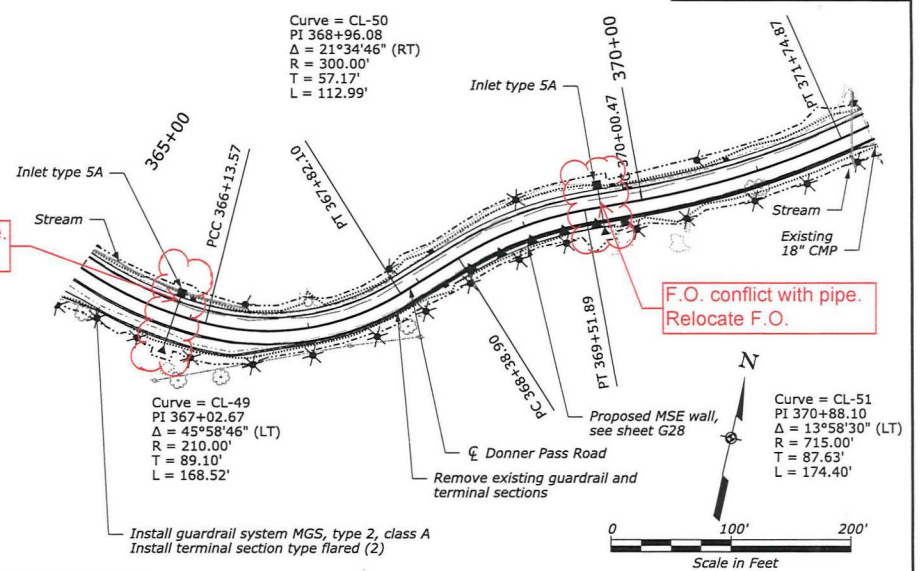 Curve = CL-50
PI 368+96.08
Δ = 21°34'46" (RT)
R = 300.00'
T = 57.17'
L = 112.99'
Inlet type 5A
370+00
370+00.47
PT 371+74.87
365+00
Inlet type 5A
PCC 366+13.57
PT 367+82.10
Stream
Stream
Existing
18" CMP
F.O. conflict with pipe.
Relocate F.O.
PC 368+38.90
PT 369+51.89
N
Curve = CL-49
PI 367+02.67
Δ = 45°58'46" (LT)
R = 210.00'
T = 89.10'
L = 168.52'
Proposed MSE wall,
see sheet G28
Curve = CL-51
PI 370+88.10
Δ = 13°58'30" (LT)
R = 715.00'
T = 87.63'
L = 174.40'
℄ Donner Pass Road
Remove existing guardrail and
terminal sections
Install guardrail system MGS, type 2, class A
Install terminal section type flared (2)
0 100' 200'
Scale in Feet